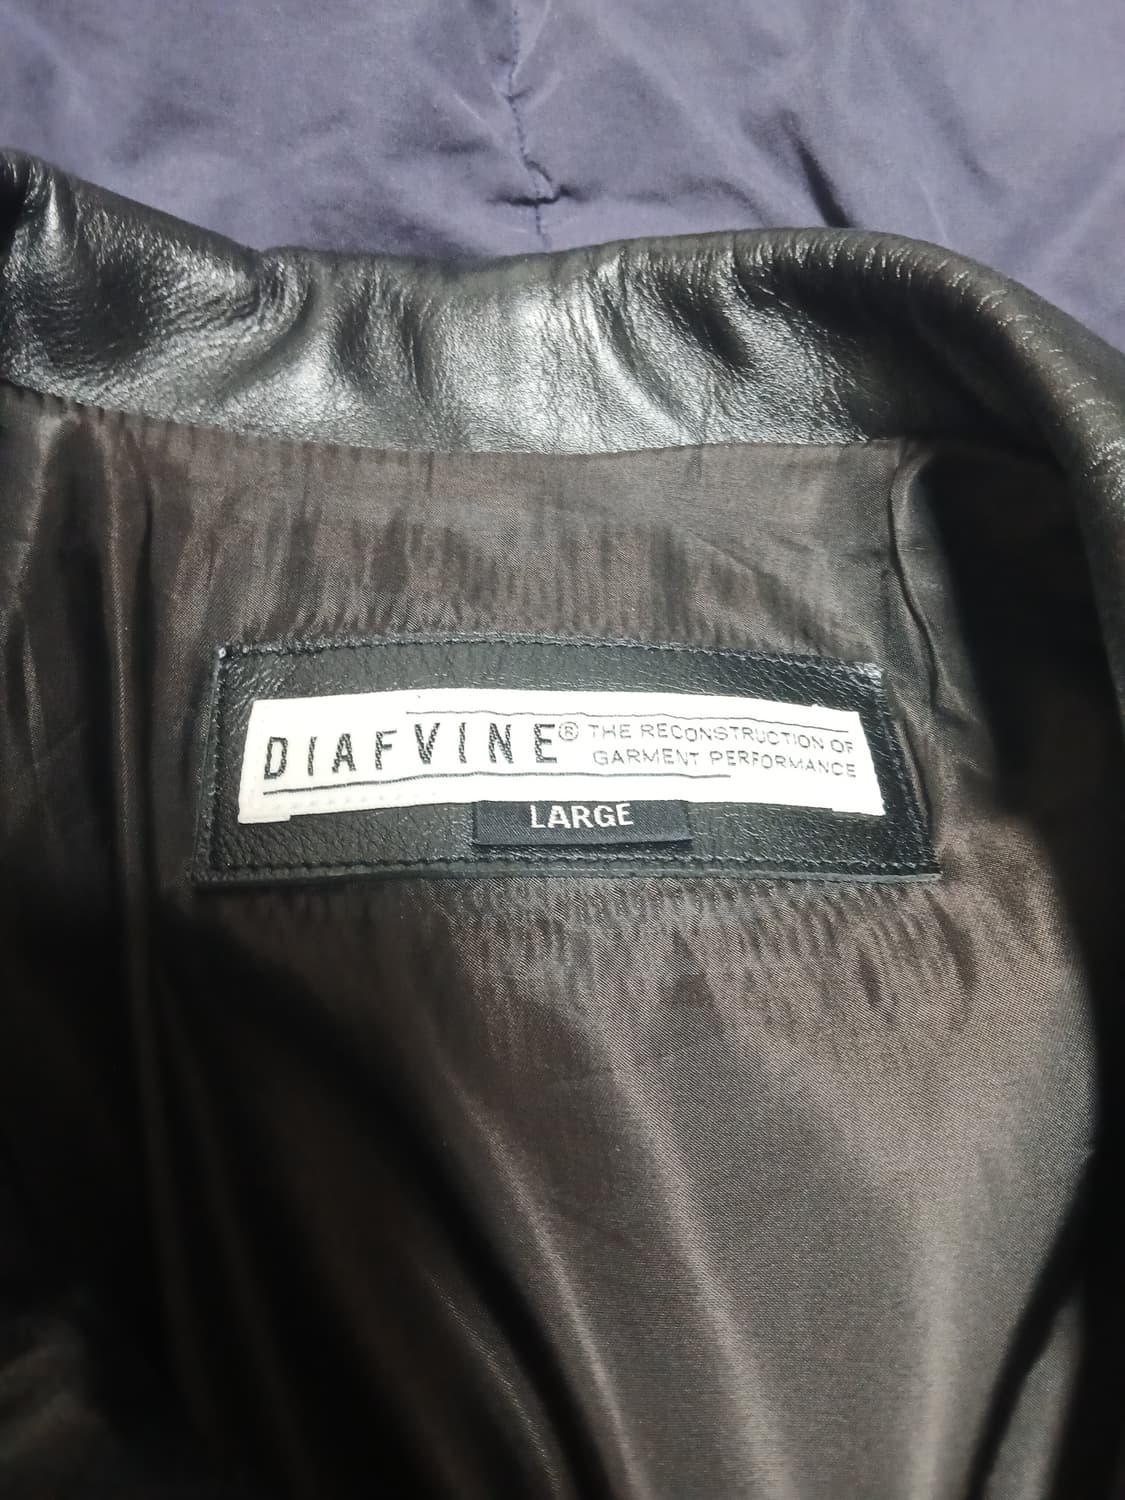 DIAFVINE® THE RECONSTRUCTION OF
GARMENT PERFORMANCE
LARGE